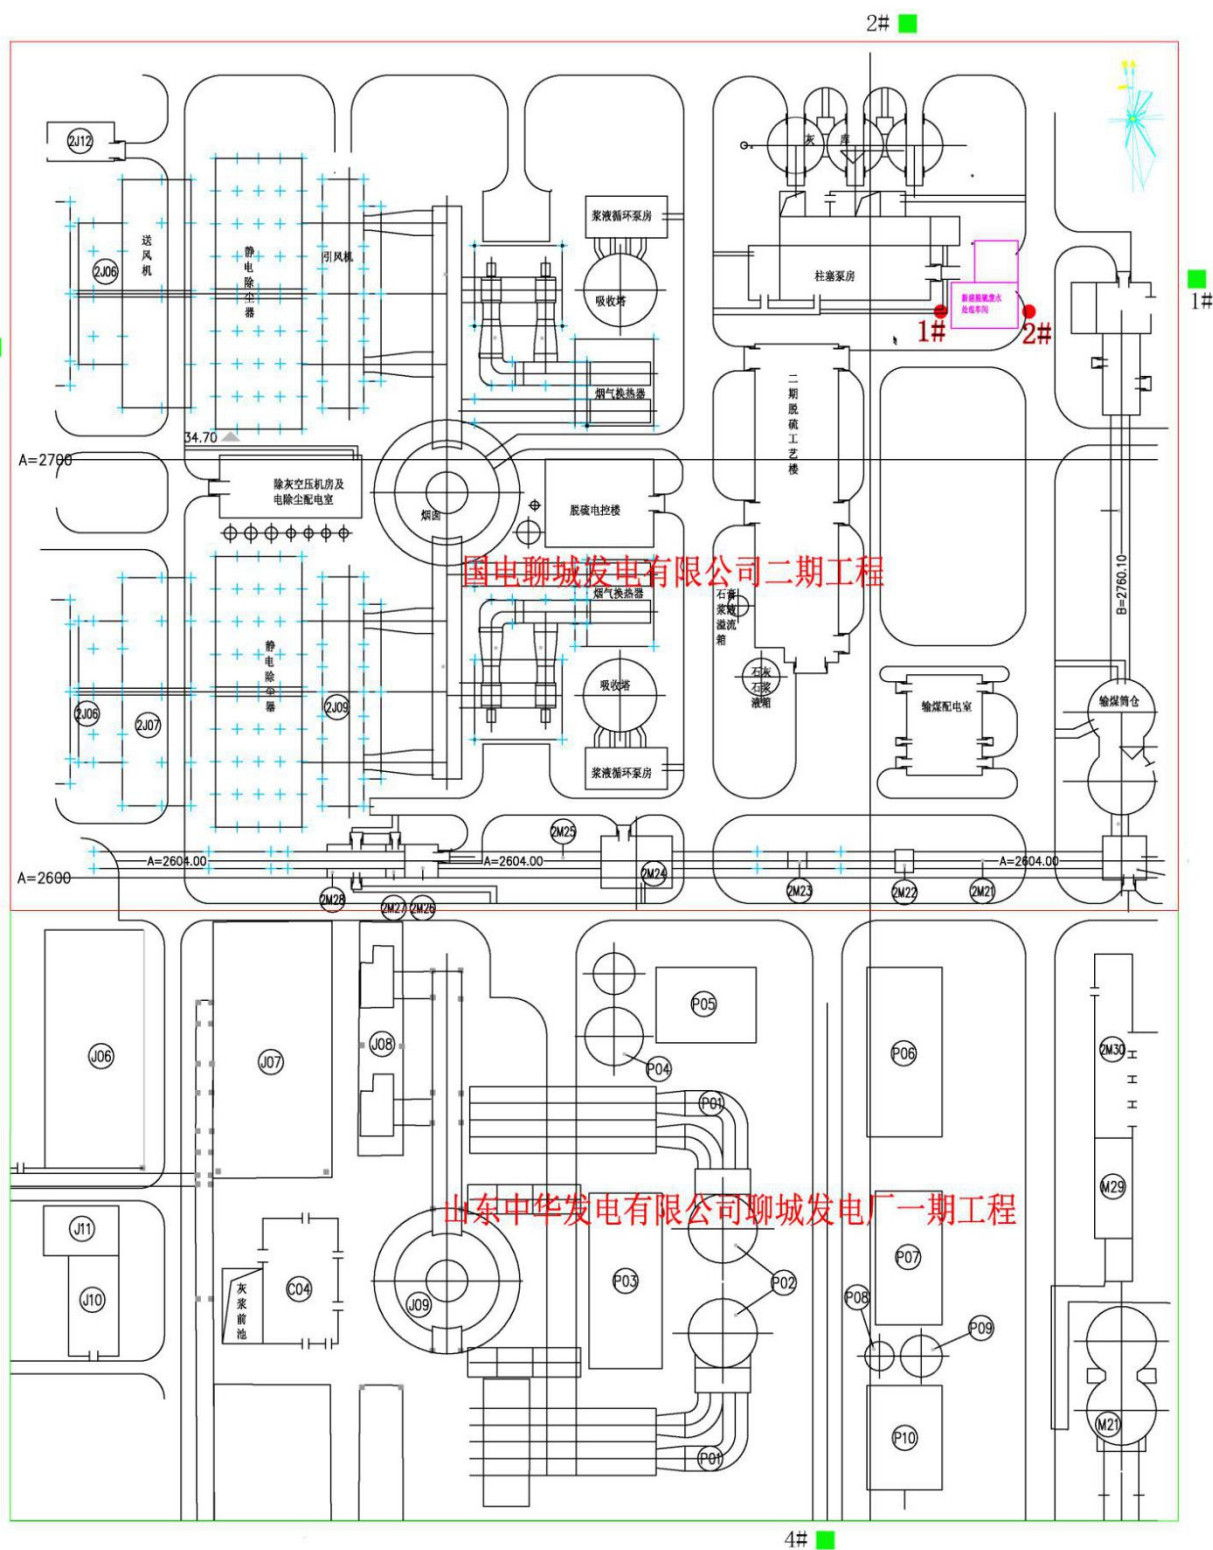 2#
1#
2J12
灰
库
浆液循环泵房
送风机
静电除尘器
引风机
2J06
吸收塔
柱塞泵房
新建脱硫废水
处理车间
1#
2#
烟气换热器
二期脱硫工艺楼
34.70
A=2700
除灰空压机房及
电除尘配电室
烟囱
脱硫电控楼
国电聊城发电有限公司二期工程
B=2760.10
烟气换热器
石膏
浆液
溢流
箱
静电除尘器
吸收塔
石灰
石浆
液箱
2J06
2J07
2J09
输煤配电室
输煤筒仓
浆液循环泵房
2M25
A=2604.00
A=2604.00
A=2604.00
A=2600
2M24
2M23
2M22
2M21
2M28
2M27
2M26
J06
J07
J08
P05
P04
P06
2M30
P01
M29
山东中华发电有限公司聊城发电厂一期工程
J11
J10
灰浆前池
C04
J09
P03
P02
P07
P08
P09
P10
M21
P01
4#